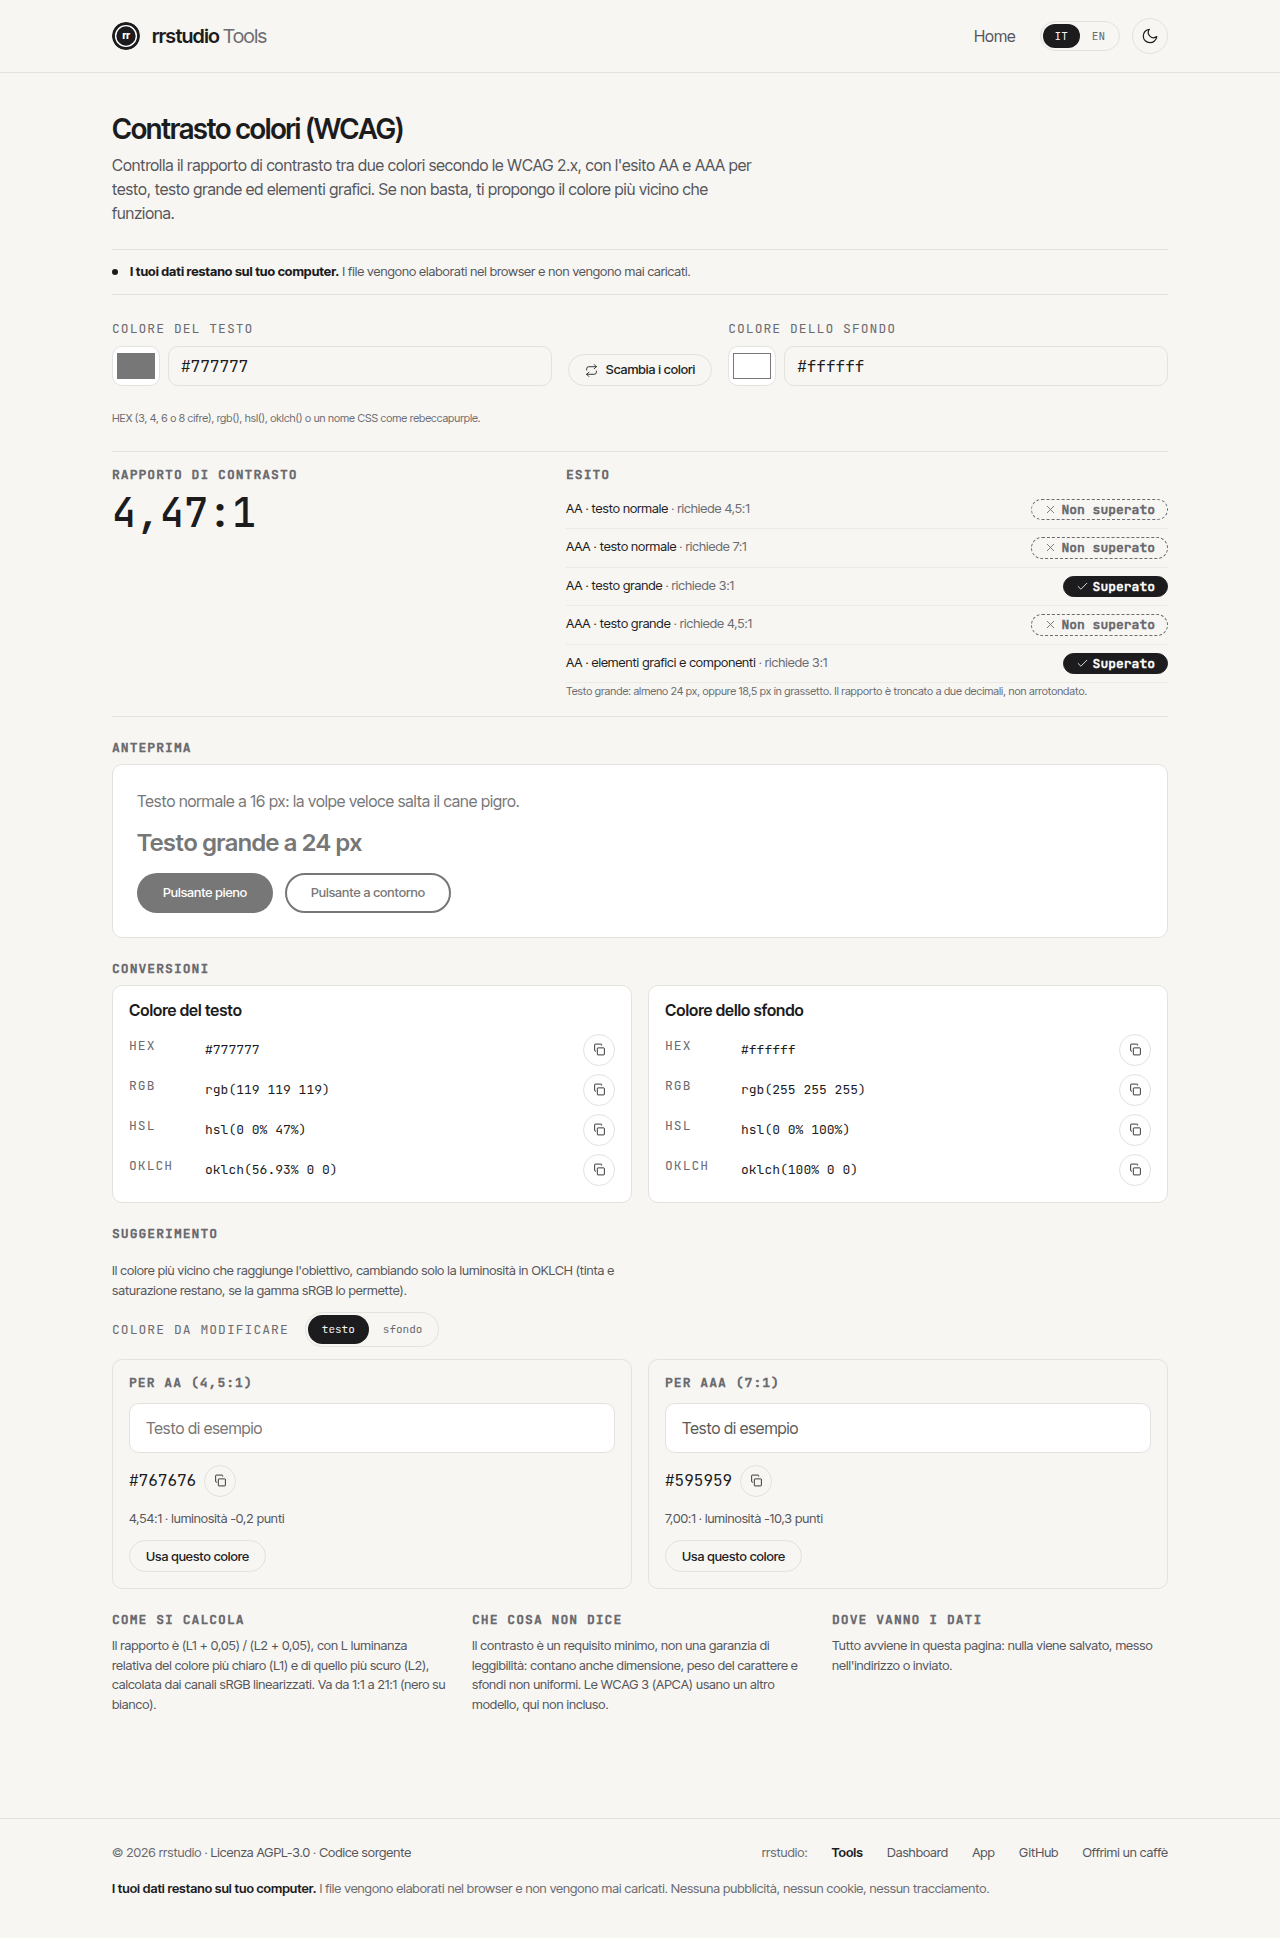 rr rrstudio Tools
Home
IT EN
Contrasto colori (WCAG)
Controlla il rapporto di contrasto tra due colori secondo le WCAG 2.x, con l'esito AA e AAA per
testo, testo grande ed elementi grafici. Se non basta, ti propongo il colore più vicino che
funziona.
I tuoi dati restano sul tuo computer. I file vengono elaborati nel browser e non vengono mai caricati.
COLORE DEL TESTO
#777777
Scambia i colori
COLORE DELLO SFONDO
#ffffff
HEX (3, 4, 6 o 8 cifre), rgb(), hsl(), oklch() o un nome CSS come rebeccapurple.
RAPPORTO DI CONTRASTO
4,47:1
ESITO
AA · testo normale · richiede 4,5:1 Non superato
AAA · testo normale · richiede 7:1 Non superato
AA · testo grande · richiede 3:1 Superato
AAA · testo grande · richiede 4,5:1 Non superato
AA · elementi grafici e componenti · richiede 3:1 Superato
Testo grande: almeno 24 px, oppure 18,5 px in grassetto. Il rapporto è troncato a due decimali, non arrotondato.
ANTEPRIMA
Testo normale a 16 px: la volpe veloce salta il cane pigro.
Testo grande a 24 px
Pulsante pieno
Pulsante a contorno
CONVERSIONI
Colore del testo
HEX #777777
RGB rgb(119 119 119)
HSL hsl(0 0% 47%)
OKLCH oklch(56.93% 0 0)
Colore dello sfondo
HEX #ffffff
RGB rgb(255 255 255)
HSL hsl(0 0% 100%)
OKLCH oklch(100% 0 0)
SUGGERIMENTO
Il colore più vicino che raggiunge l'obiettivo, cambiando solo la luminosità in OKLCH (tinta e
saturazione restano, se la gamma sRGB lo permette).
COLORE DA MODIFICARE testo sfondo
PER AA (4,5:1)
Testo di esempio
#767676
4,54:1 · luminosità -0,2 punti
Usa questo colore
PER AAA (7:1)
Testo di esempio
#595959
7,00:1 · luminosità -10,3 punti
Usa questo colore
COME SI CALCOLA
Il rapporto è (L1 + 0,05) / (L2 + 0,05), con L luminanza
relativa del colore più chiaro (L1) e di quello più scuro (L2),
calcolata dai canali sRGB linearizzati. Va da 1:1 a 21:1 (nero su
bianco).
CHE COSA NON DICE
Il contrasto è un requisito minimo, non una garanzia di
leggibilità: contano anche dimensione, peso del carattere e
sfondi non uniformi. Le WCAG 3 (APCA) usano un altro
modello, qui non incluso.
DOVE VANNO I DATI
Tutto avviene in questa pagina: nulla viene salvato, messo
nell'indirizzo o inviato.
© 2026 rrstudio · Licenza AGPL-3.0 · Codice sorgente
rrstudio: Tools Dashboard App GitHub Offrimi un caffè
I tuoi dati restano sul tuo computer. I file vengono elaborati nel browser e non vengono mai caricati. Nessuna pubblicità, nessun cookie, nessun tracciamento.